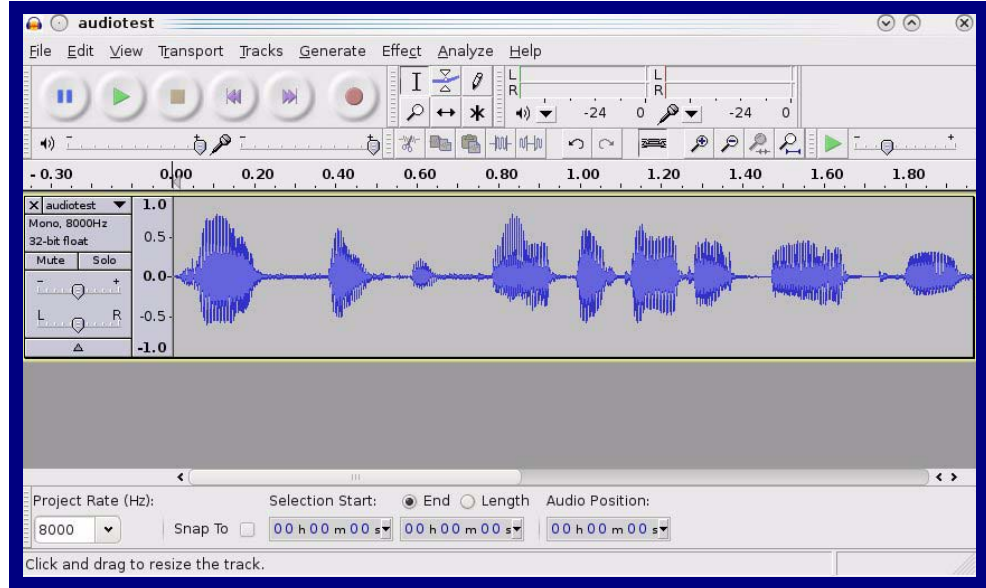 audiotest
File Edit View Transport Tracks Generate Effect Analyze Help
L
R
L
R
-24 0
-24 0
- +
- +
- +
- 0.30 0.00 0.20 0.40 0.60 0.80 1.00 1.20 1.40 1.60 1.80
X audiotest
Mono, 8000Hz
32-bit float
Mute Solo
- +
L R
1.0
0.5
0.0
-0.5
-1.0
Project Rate (Hz):
Selection Start:
End
Length
Audio Position:
8000
Snap To
00 h 00 m 00 s
00 h 00 m 00 s
00 h 00 m 00 s
Click and drag to resize the track.